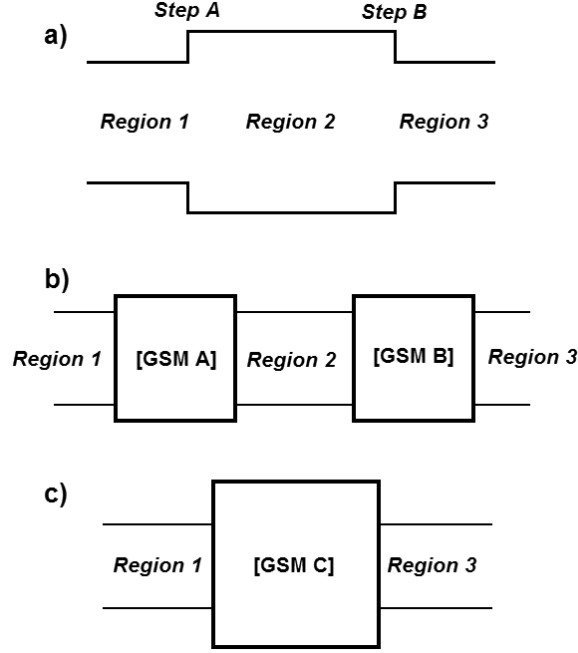 Step A Step B
a)
Region 1 Region 2 Region 3
b)
Region 1 [GSM A] Region 2 [GSM B] Region 3
c)
Region 1 [GSM C] Region 3